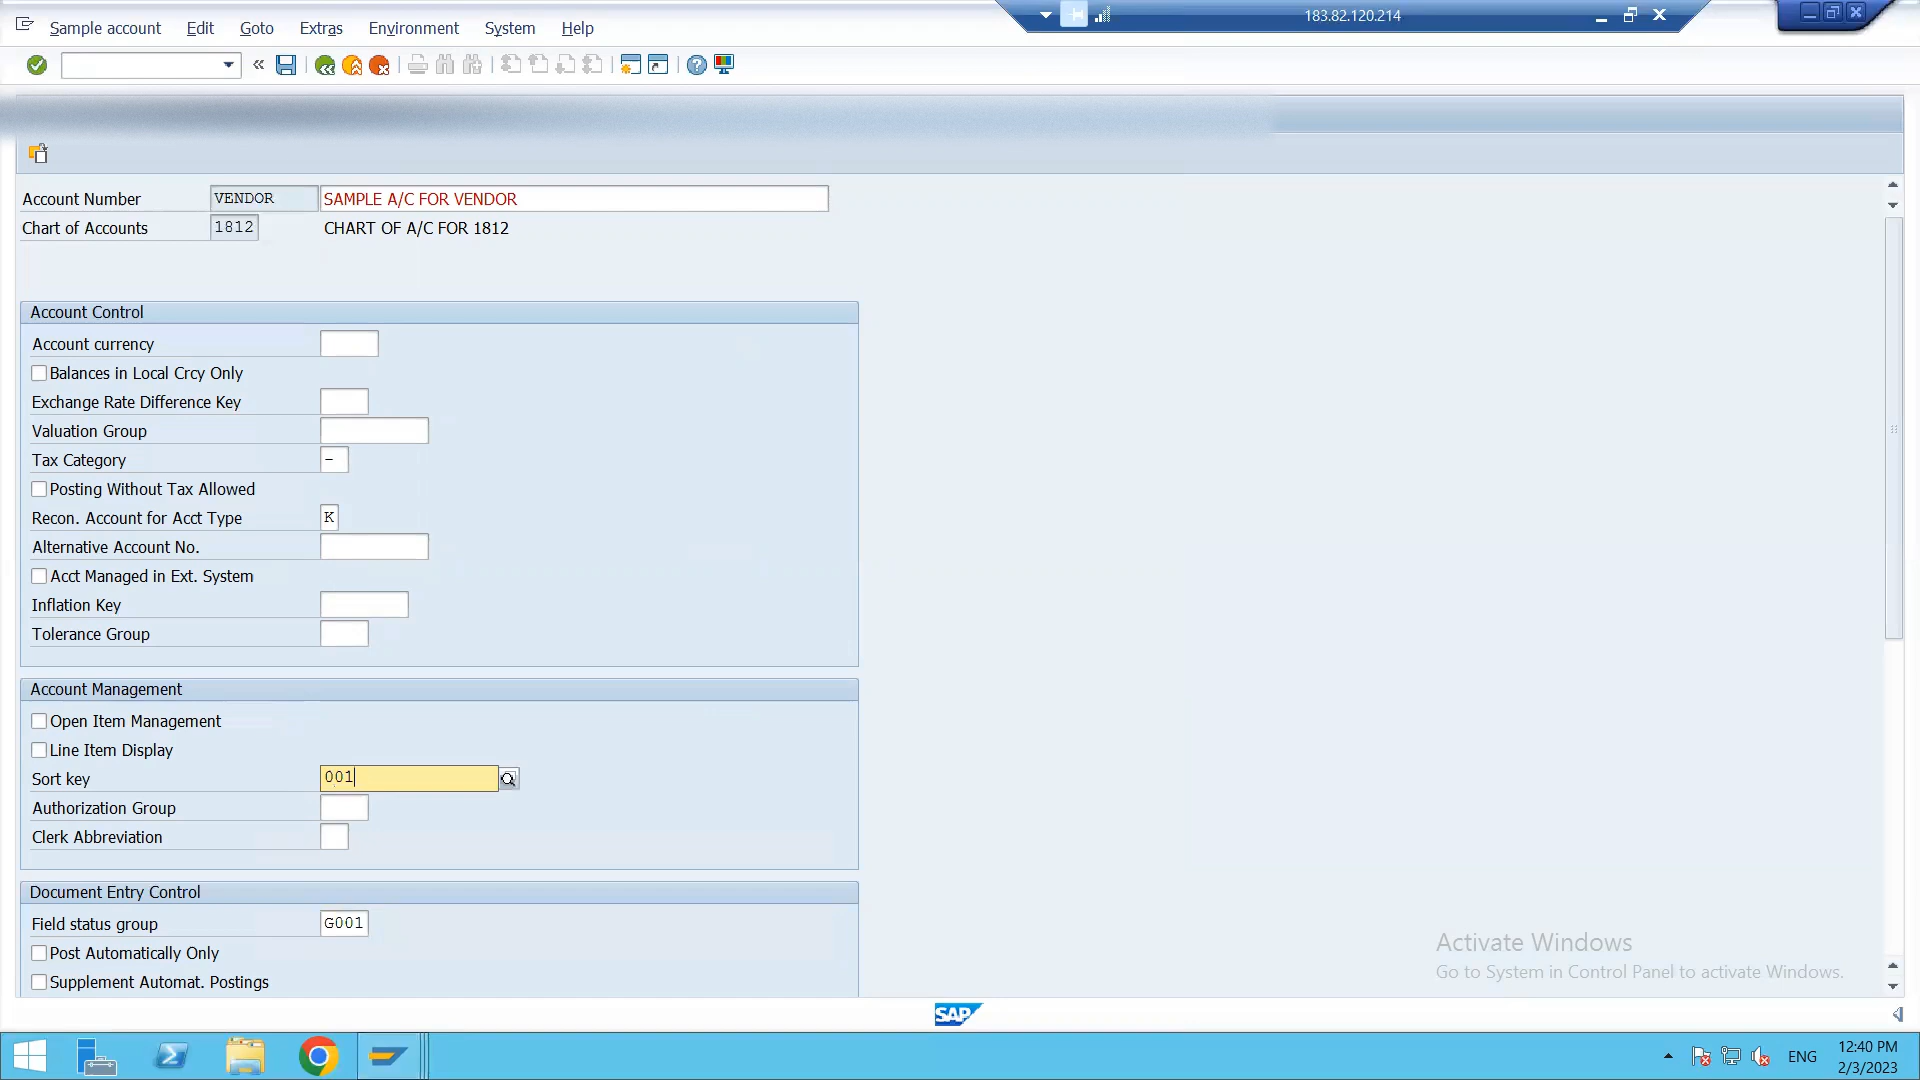 183.82.120.214
Sample account Edit Goto Extras Environment System Help
Account Number VENDOR SAMPLE A/C FOR VENDOR
Chart of Accounts 1812 CHART OF A/C FOR 1812
Account Control
Account currency
Balances in Local Crcy Only
Exchange Rate Difference Key
Valuation Group
Tax Category -
Posting Without Tax Allowed
Recon. Account for Acct Type K
Alternative Account No.
Acct Managed in Ext. System
Inflation Key
Tolerance Group
Account Management
Open Item Management
Line Item Display
Sort key 001
Authorization Group
Clerk Abbreviation
Document Entry Control
Field status group G001
Post Automatically Only
Supplement Automat. Postings
Activate Windows
Go to System in Control Panel to activate Windows.
SAP
ENG 12:40 PM
2/3/2023